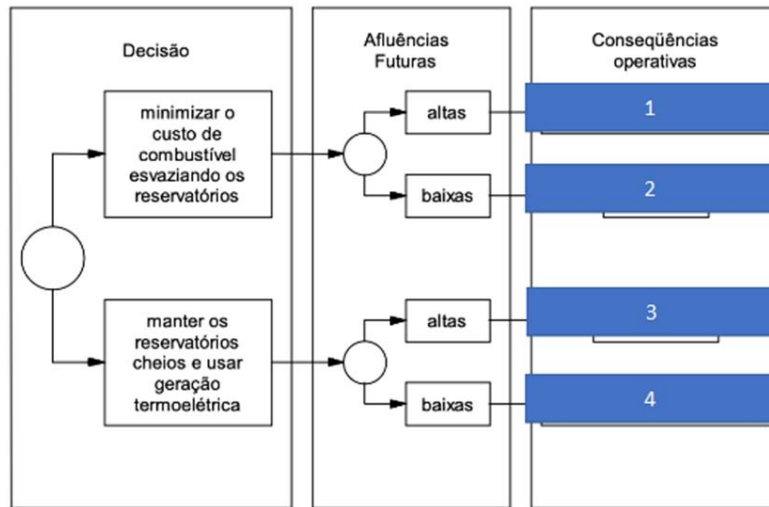 Decisão
Afluências
Futuras
Conseqüências
operativas
minimizar o
custo de
combustível
esvaziando os
reservatórios
altas
1
baixas
2
manter os
reservatórios
cheios e usar
geração
termoelétrica
altas
3
baixas
4